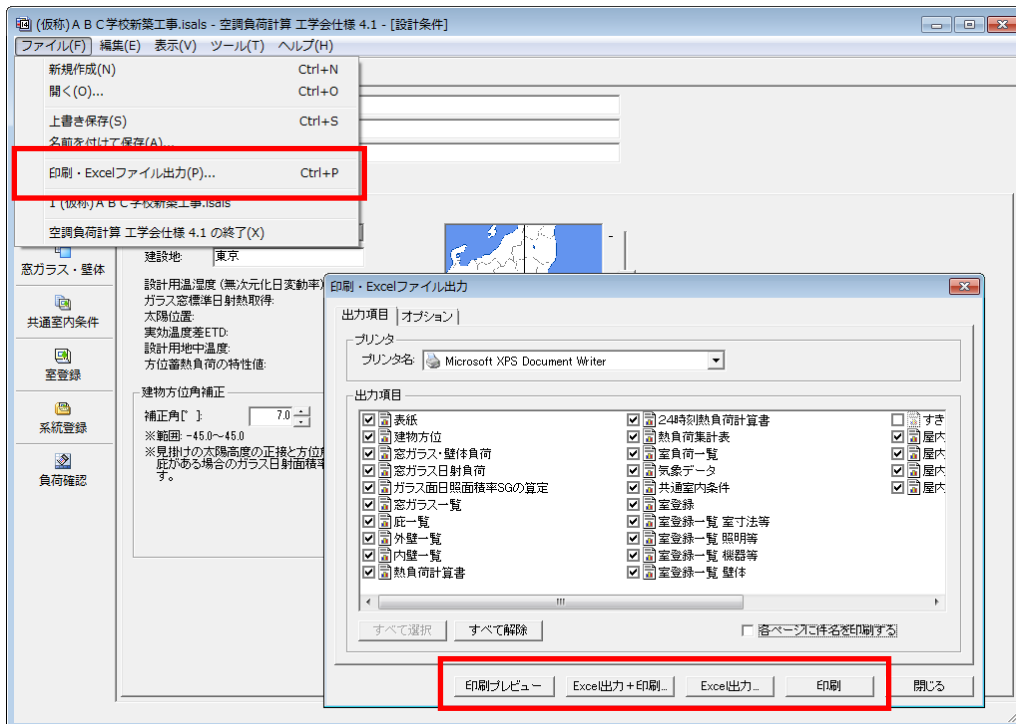 (仮称)ＡＢＣ学校新築工事.isals - 空調負荷計算 工学会仕様 4.1 - [設計条件]
ファイル(F) 編集(E) 表示(V) ツール(T) ヘルプ(H)
新規作成(N) Ctrl+N
開く(O)... Ctrl+O
上書き保存(S) Ctrl+S
名前を付けて保存(A)...
印刷・Excelファイル出力(P)... Ctrl+P
1 (仮称)ＡＢＣ学校新築工事.isals
空調負荷計算 工学会仕様 4.1 の終了(X)
窓ガラス・壁体
共通室内条件
室登録
系統登録
負荷確認
建設地: 東京
設計用温湿度 (無次元化日変動率)
ガラス窓標準日射熱取得:
太陽位置:
実効温度差ETD:
設計用地中温度:
方位蓄熱負荷の特性値:
建物方位角補正
補正角[° ]: 7.0
※範囲: -45.0～45.0
※見掛けの太陽高度の正接と方位
庇がある場合のガラス日射面積率
す。
印刷・Excelファイル出力
出力項目 オプション
プリンタ
プリンタ名: Microsoft XPS Document Writer
出力項目
表紙
建物方位
窓ガラス・壁体負荷
窓ガラス日射負荷
ガラス面日照面積率SGの算定
窓ガラス一覧
庇一覧
外壁一覧
内壁一覧
熱負荷計算書
24時刻熱負荷計算書
熱負荷集計表
室負荷一覧
気象データ
共通室内条件
室登録
室登録一覧 室寸法等
室登録一覧 照明等
室登録一覧 機器等
室登録一覧 壁体
すき
屋内
屋内
屋内
すべて選択 すべて解除 各ページに件名を印刷する
印刷プレビュー Excel出力＋印刷... Excel出力... 印刷 閉じる